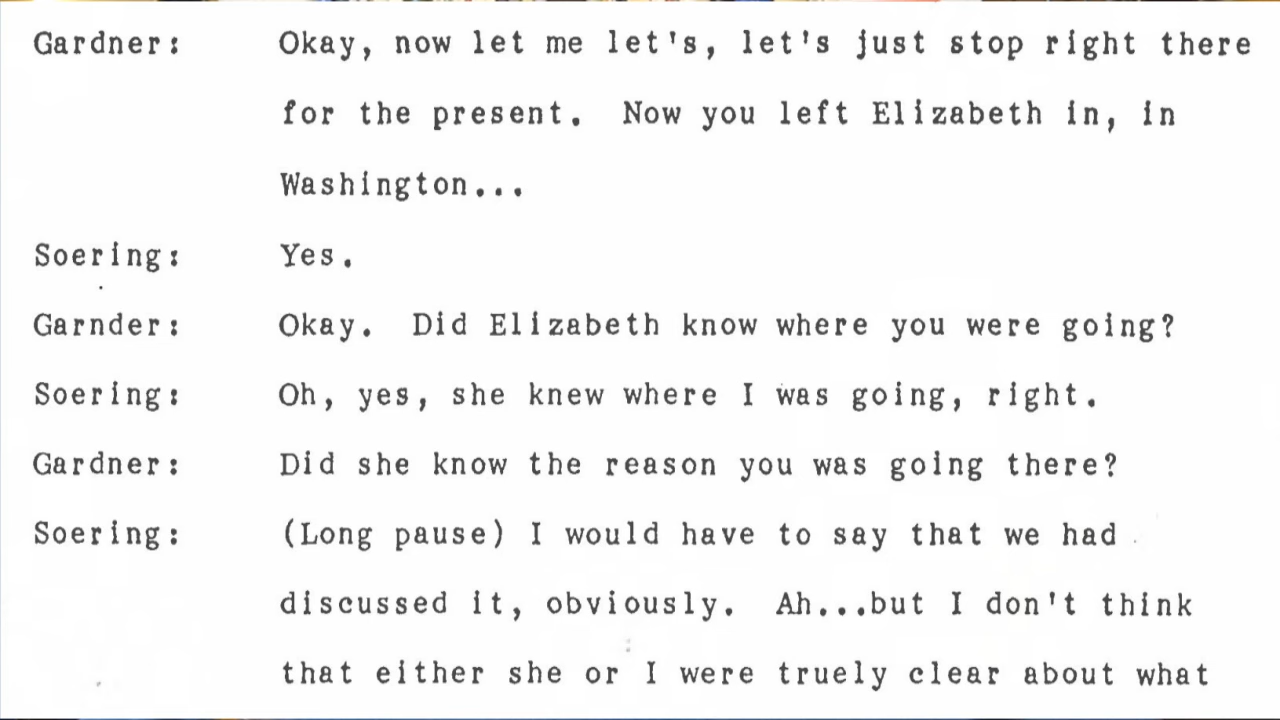 Gardner: Okay, now let me let's, let's just stop right there
for the present. Now you left Elizabeth in, in
Washington...
Soering: Yes.
Garnder: Okay. Did Elizabeth know where you were going?
Soering: Oh, yes, she knew where I was going, right.
Gardner: Did she know the reason you was going there?
Soering: (Long pause) I would have to say that we had
discussed it, obviously. Ah...but I don't think
that either she or I were truely clear about what